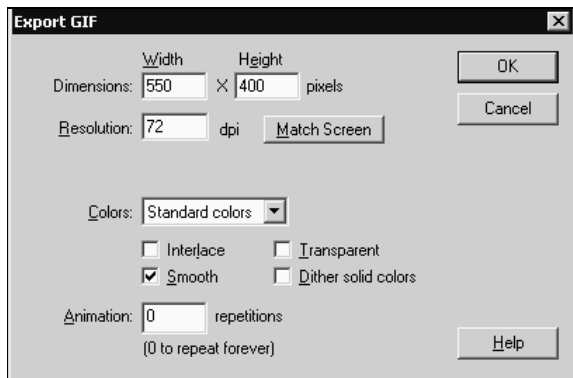 Export GIF
Width Height
Dimensions: 550 X 400 pixels
OK
Cancel
Resolution: 72 dpi Match Screen
Colors: Standard colors
Interlace Transparent
Smooth Dither solid colors
Animation: 0 repetitions
(0 to repeat forever)
Help